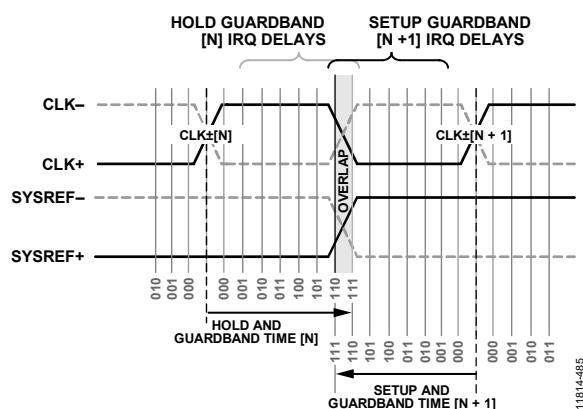 HOLD GUARDBAND
[N] IRQ DELAYS
SETUP GUARDBAND
[N +1] IRQ DELAYS
CLK–
CLK±[N]
CLK±[N + 1]
CLK+
SYSREF–
OVERLAP
SYSREF+
010
001
000
000
001
010
011
100
101
110
111
HOLD AND
GUARDBAND TIME [N]
111
110
101
100
011
010
001
000
000
001
010
011
SETUP AND
GUARDBAND TIME [N + 1]
11814-485